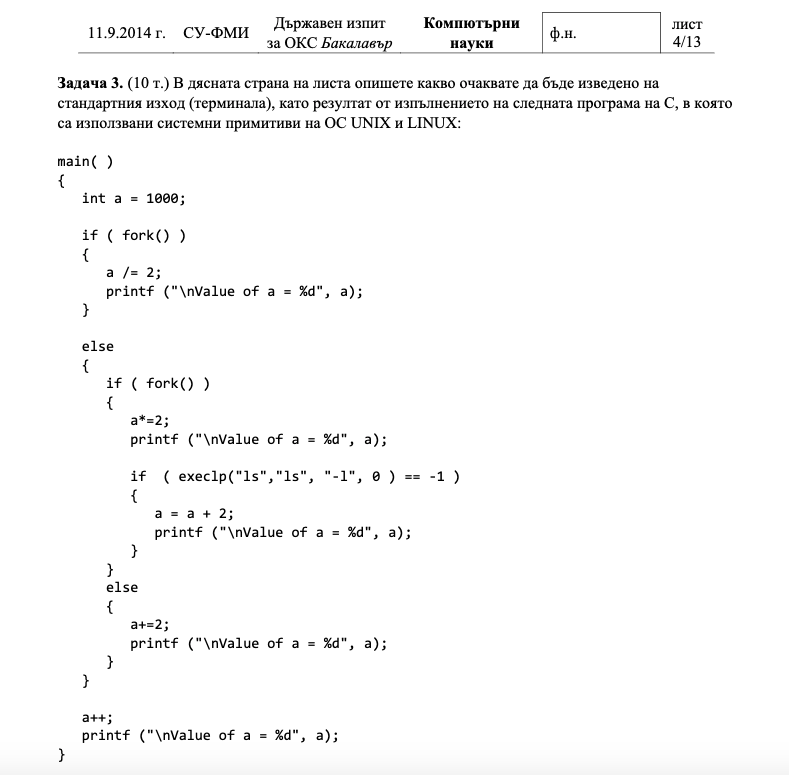 11.9.2014 г. СУ-ФМИ Държавен изпит за ОКС Бакалавър Компютърни науки ф.н. лист 4/13
Задача 3. (10 т.) В дясната страна на листа опишете какво очаквате да бъде изведено на
стандартния изход (терминала), като резултат от изпълнението на следната програма на C, в която
са използвани системни примитиви на ОС UNIX и LINUX:
main( )
{
int a = 1000;
if ( fork() )
{
a /= 2;
printf ("\nValue of a = %d", a);
}
else
{
if ( fork() )
{
a*=2;
printf ("\nValue of a = %d", a);
if ( execlp("ls","ls", "-l", 0 ) == -1 )
{
a = a + 2;
printf ("\nValue of a = %d", a);
}
}
else
{
a+=2;
printf ("\nValue of a = %d", a);
}
}
a++;
printf ("\nValue of a = %d", a);
}